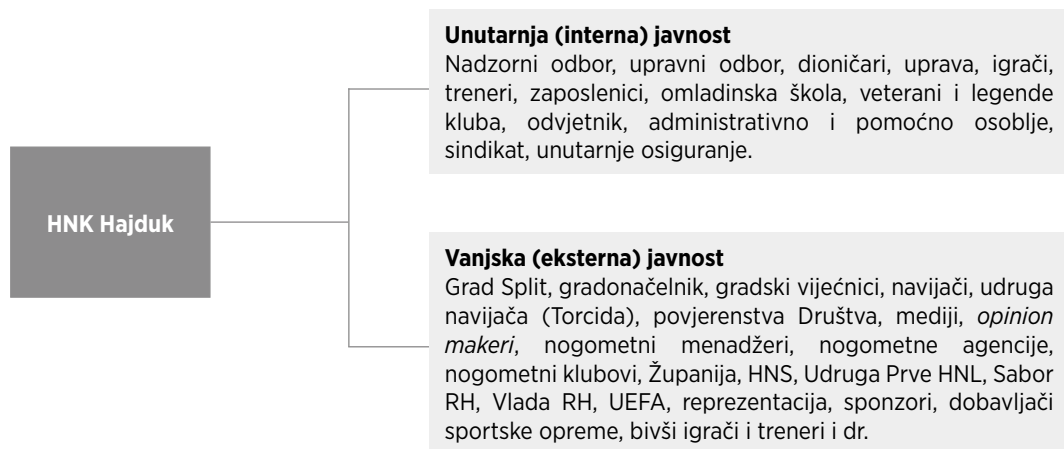 HNK Hajduk
Unutarnja (interna) javnost
Nadzorni odbor, upravni odbor, dioničari, uprava, igrači,
treneri, zaposlenici, omladinska škola, veterani i legende
kluba, odvjetnik, administrativno i pomoćno osoblje,
sindikat, unutarnje osiguranje.
Vanjska (eksterna) javnost
Grad Split, gradonačelnik, gradski vijećnici, navijači, udruga
navijača (Torcida), povjerenstva Društva, mediji, opinion
makeri, nogometni menadžeri, nogometne agencije,
nogometni klubovi, Županija, HNS, Udruga Prve HNL, Sabor
RH, Vlada RH, UEFA, reprezentacija, sponzori, dobavljači
sportske opreme, bivši igrači i treneri i dr.